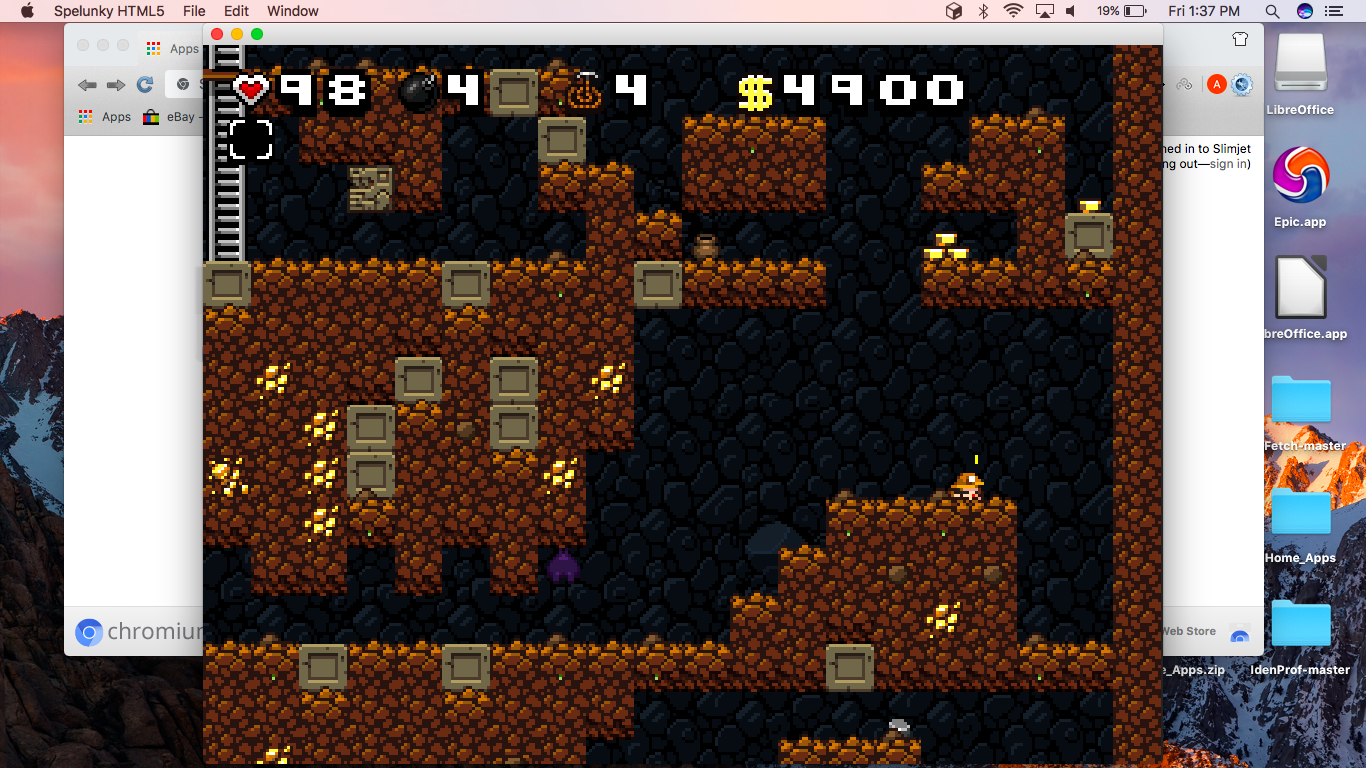 Spelunky HTML5 File Edit Window 19% Fri 1:37 PM
Apps
98 4 4 $4900
A
Apps eBay
LibreOffice
ned in to Slimjet
ng out—sign in)
Epic.app
breOffice.app
Fetch-master
Home_Apps
chromiu
Web Store
e_Apps.zip IdenProf-master